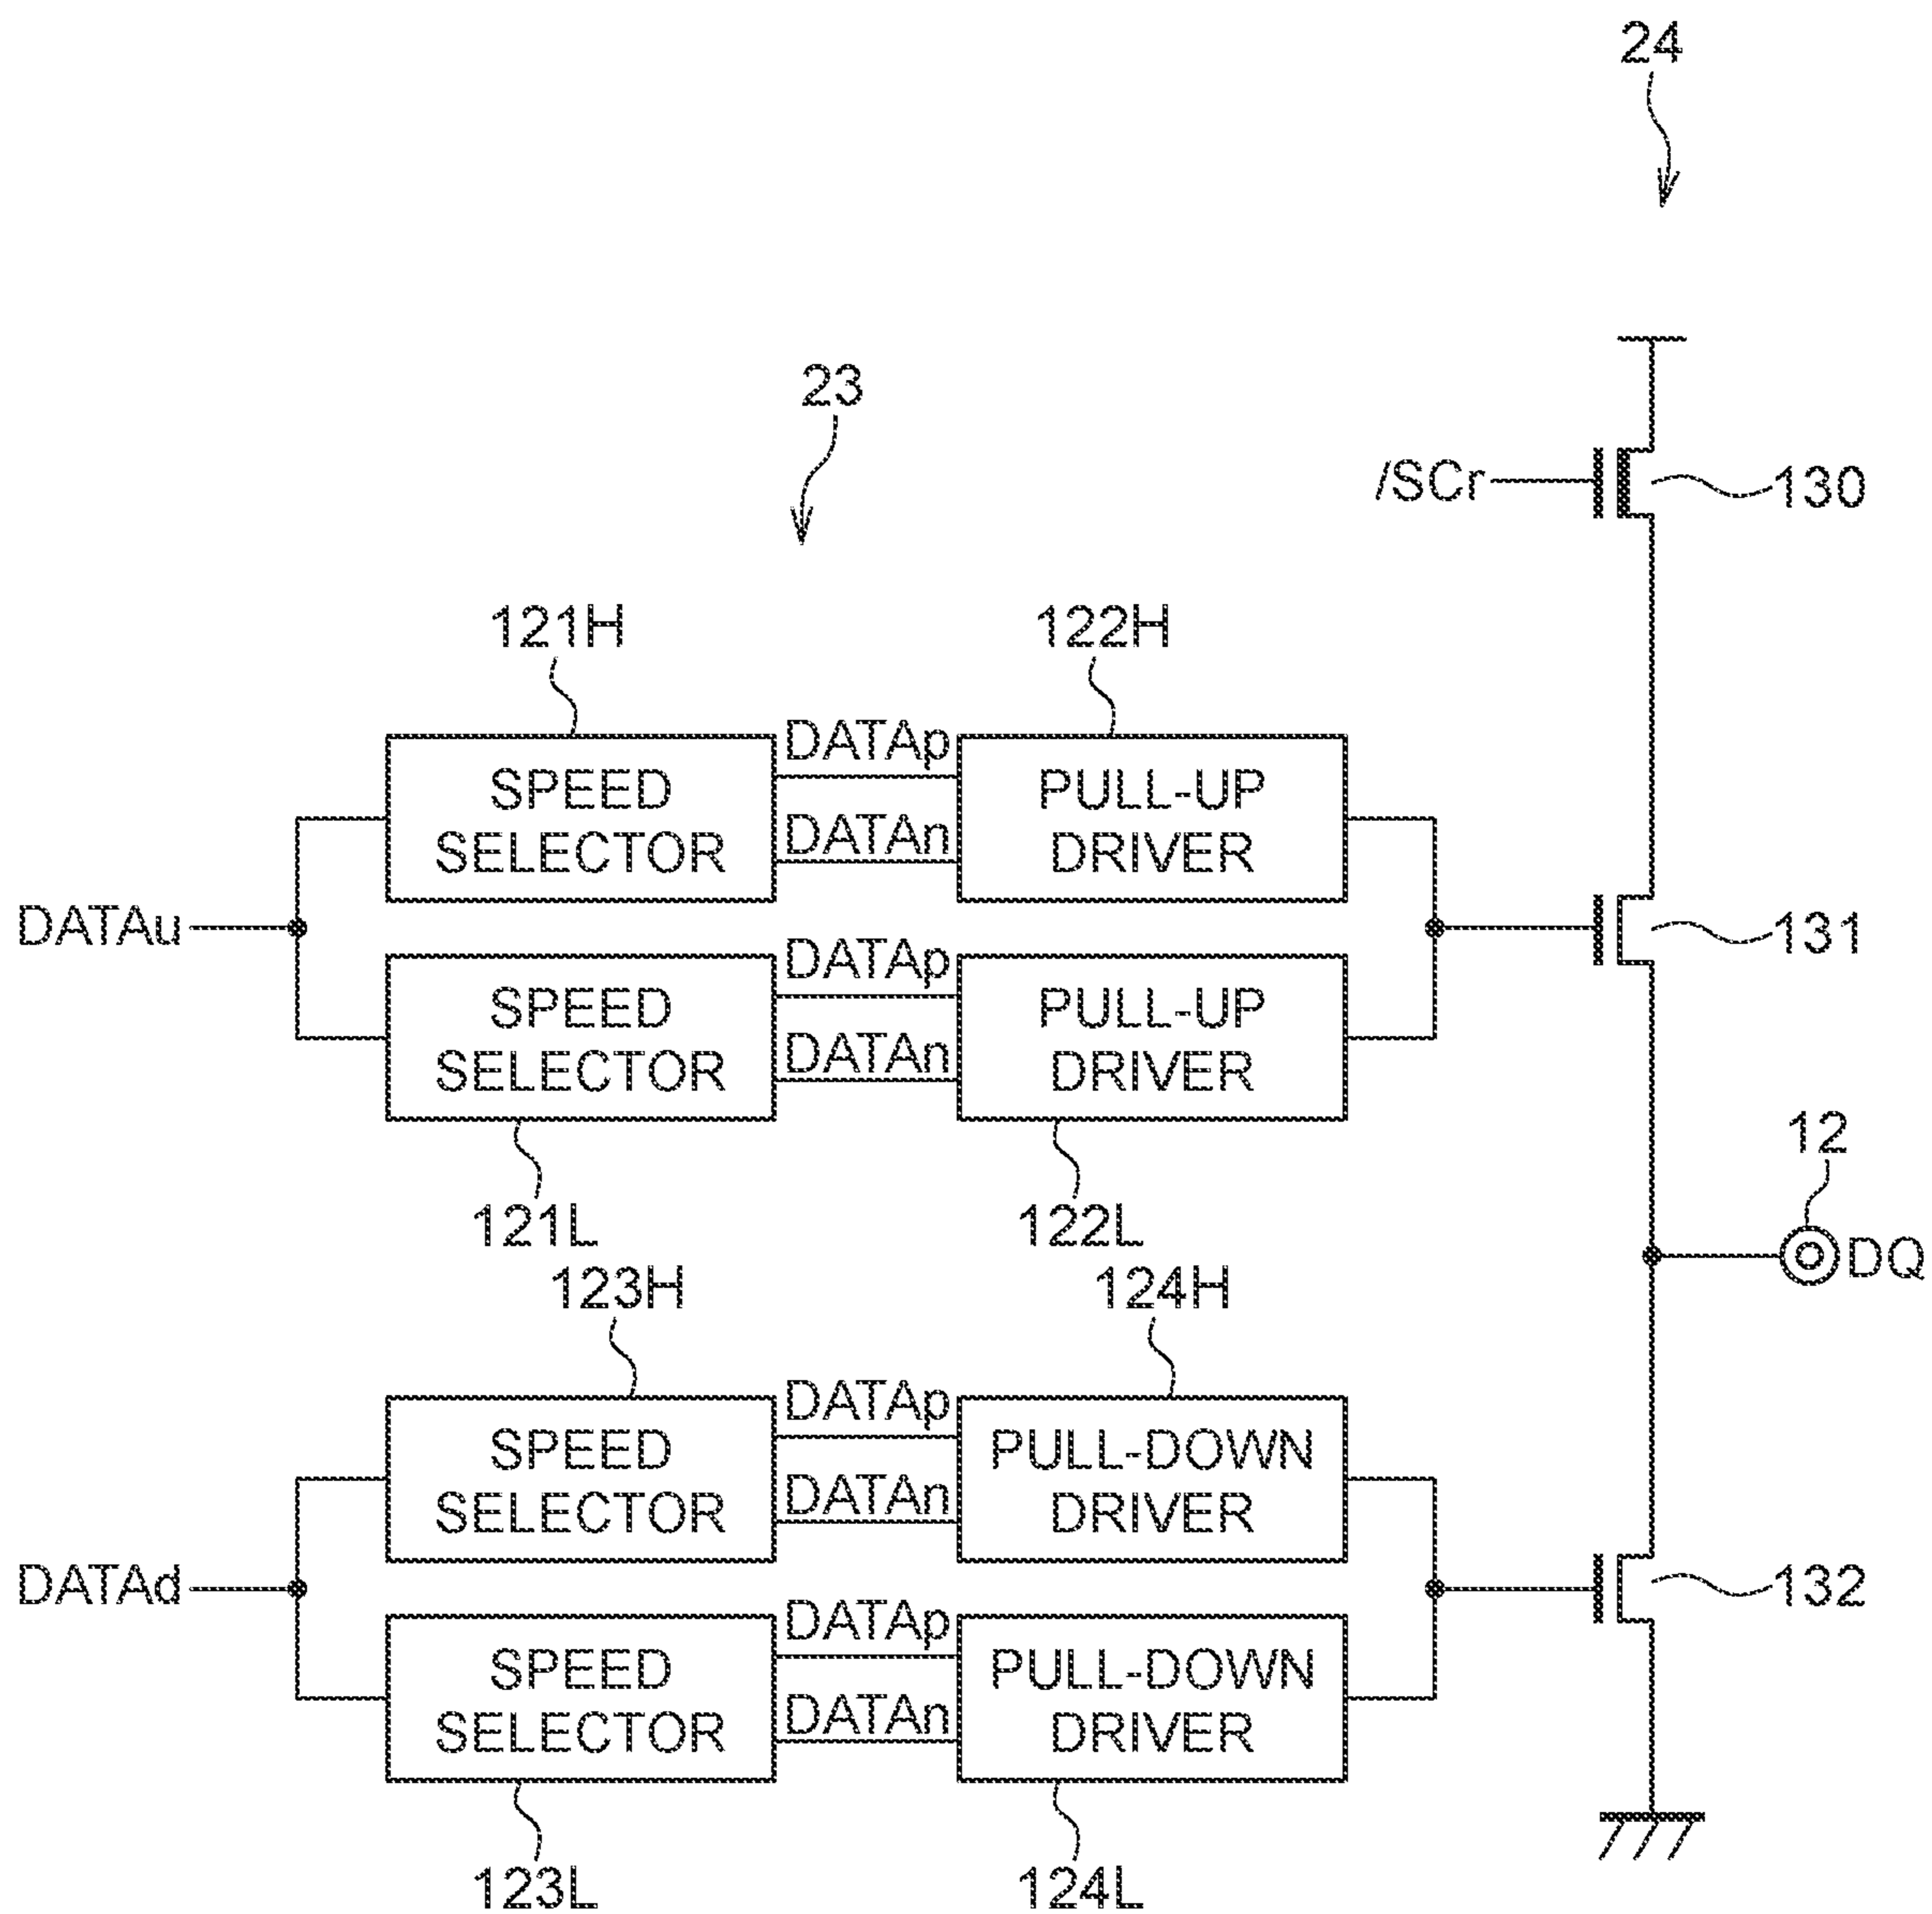 24
23
/SCr
130
121H
122H
DATAp
SPEED
SELECTOR
DATAn
PULL-UP
DRIVER
DATAu
131
DATAp
SPEED
SELECTOR
DATAn
PULL-UP
DRIVER
121L
122L
12
DQ
123H
124H
DATAp
SPEED
SELECTOR
DATAn
PULL-DOWN
DRIVER
DATAd
132
DATAp
SPEED
SELECTOR
DATAn
PULL-DOWN
DRIVER
123L
124L